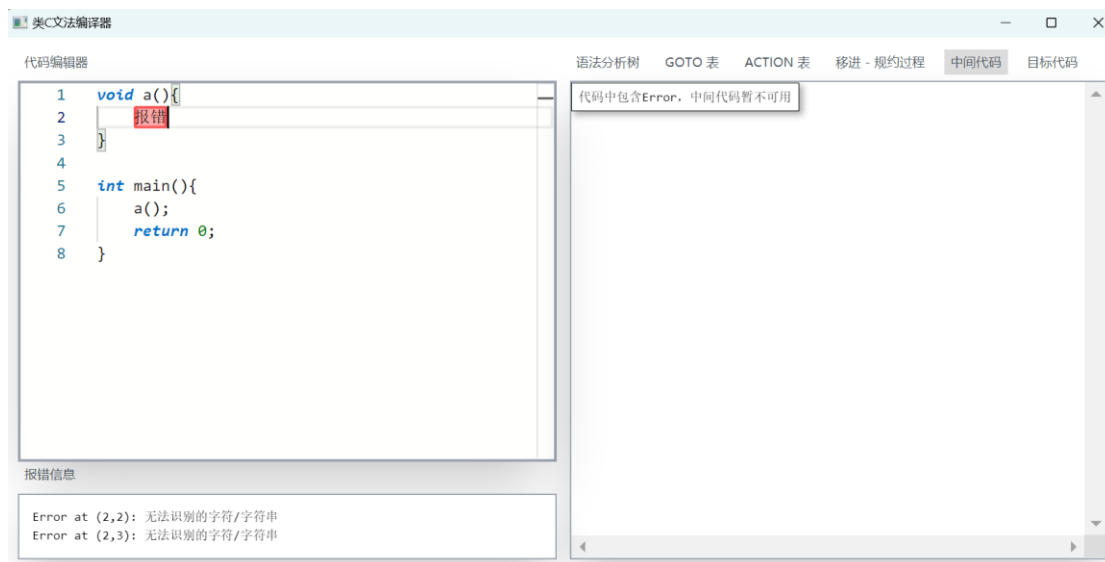 类C文法编译器
代码编辑器
语法分析树 GOTO 表 ACTION 表 移进 - 规约过程 中间代码 目标代码
1 void a(){
2 报错
3 }
4
5 int main(){
6 a();
7 return 0;
8 }
代码中包含Error，中间代码暂不可用
报错信息
Error at (2,2): 无法识别的字符/字符串
Error at (2,3): 无法识别的字符/字符串